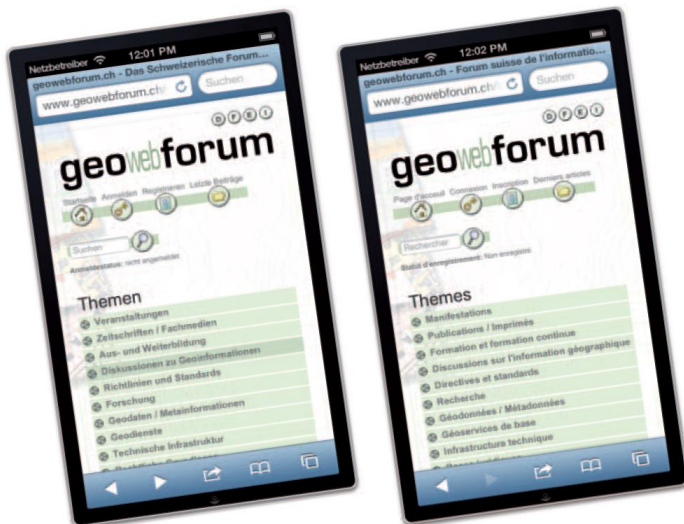 Netzbetreiber 12:01 PM
geowebforum.ch - Das Schweizerische Forum...
www.geowebforum.ch/ Suchen
D F E I
geowebforum
Startseite Anmelden Registrieren Letzte Beiträge
Suchen
Anmeldestatus: nicht angemeldet
Themen
Veranstaltungen
Zeitschriften / Fachmedien
Aus- und Weiterbildung
Diskussionen zu Geoinformationen
Richtlinien und Standards
Forschung
Geodaten / Metainformationen
Geodienste
Technische Infrastruktur
Netzbetreiber 12:02 PM
geowebforum.ch - Forum suisse de l'informatio...
www.geowebforum.ch/ Suchen
D F E I
geowebforum
Page d'acceuil Connexion Inscription Derniers articles
Rechercher
Status d'enregistrement: Non enregistré
Themes
Manifestations
Publications / Imprimés
Formation et formation continue
Discussions sur l'information géographique
Directives et standards
Recherche
Géodonnées / Métadonnées
Géoservices de base
Infrastructure technique